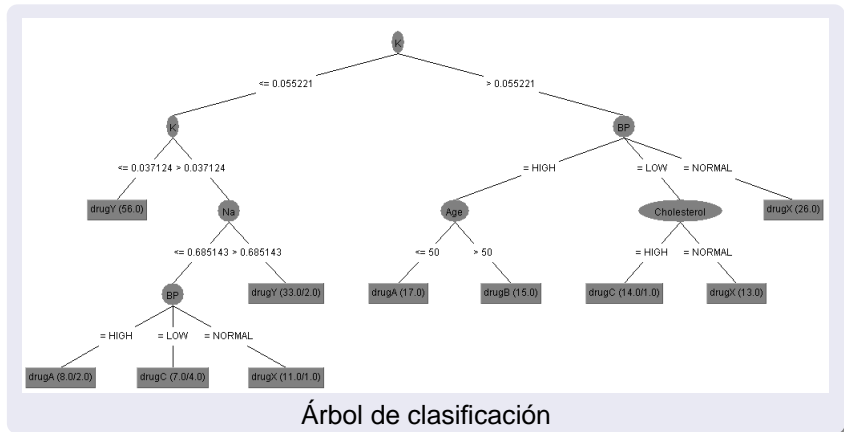 K
<= 0.055221 > 0.055221
K BP
<= 0.037124 > 0.037124 = HIGH = LOW = NORMAL
drugY (56.0) Na Age Cholesterol drugX (26.0)
<= 0.685143 > 0.685143 <= 50 > 50 = HIGH = NORMAL
BP drugY (33.0/2.0) drugA (17.0) drugB (15.0) drugC (14.0/1.0) drugX (13.0)
= HIGH = LOW = NORMAL
drugA (8.0/2.0) drugC (7.0/4.0) drugX (11.0/1.0)
Árbol de clasificación